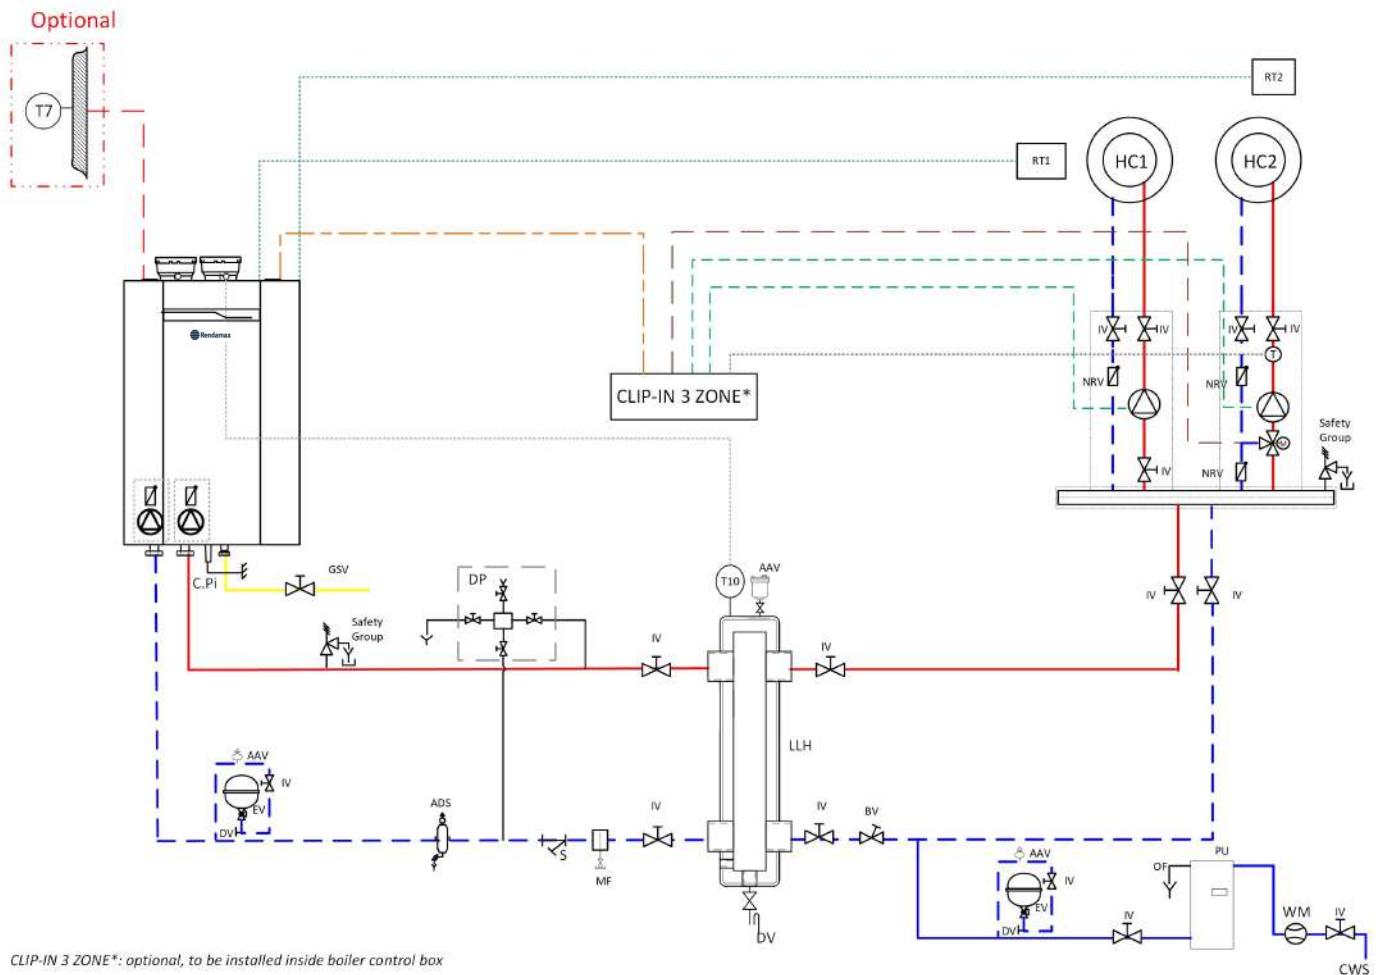 Optional
T7
RT2
RT1
HC1
HC2
Rendamax
IV
IV
IV
IV
T
CLIP-IN 3 ZONE*
NRV
NRV
M
Safety
Group
IV
NRV
C.Pi
GSV
DP
T10
AAV
Safety
Group
IV
IV
IV
IV
LLH
AAV
IV
EV
DV
ADS
S
MF
IV
IV
BV
DV
AAV
IV
EV
DV
OF
PU
IV
WM
IV
CWS
CLIP-IN 3 ZONE*: optional, to be installed inside boiler control box